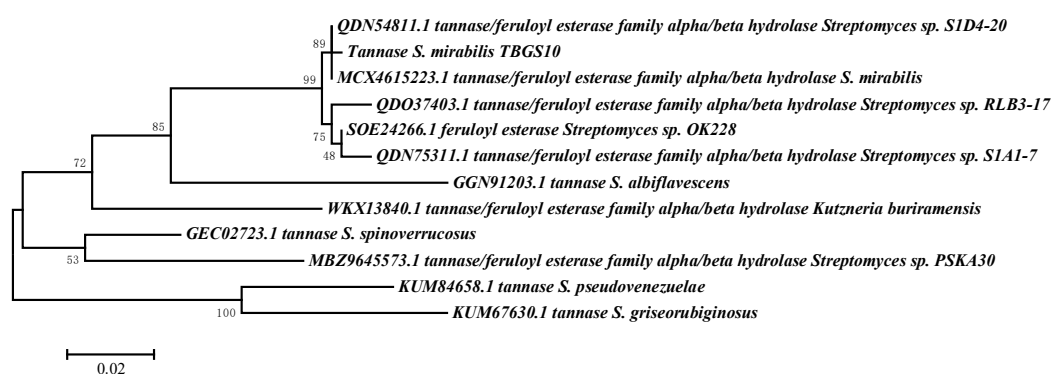 QDN54811.1 tannase/feruloyl esterase family alpha/beta hydrolase Streptomyces sp. S1D4-20
89
Tannase S. mirabilis TBGS10
99
MCX4615223.1 tannase/feruloyl esterase family alpha/beta hydrolase S. mirabilis
QDO37403.1 tannase/feruloyl esterase family alpha/beta hydrolase Streptomyces sp. RLB3-17
85
SOE24266.1 feruloyl esterase Streptomyces sp. OK228
75
48
QDN75311.1 tannase/feruloyl esterase family alpha/beta hydrolase Streptomyces sp. S1A1-7
72
GGN91203.1 tannase S. albiflavescens
WKX13840.1 tannase/feruloyl esterase family alpha/beta hydrolase Kutzneria buriramensis
GEC02723.1 tannase S. spinoverrucosus
53
MBZ9645573.1 tannase/feruloyl esterase family alpha/beta hydrolase Streptomyces sp. PSKA30
KUM84658.1 tannase S. pseudovenezuelae
100
KUM67630.1 tannase S. griseorubiginosus
0.02